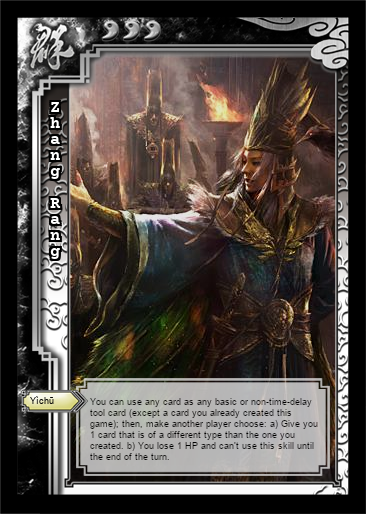 群
Zhang Rang
Yìchū
You can use any card as any basic or non-time-delay
tool card (except a card you already created this
game); then, make another player choose: a) Give you
1 card that is of a different type than the one you
created. b) You lose 1 HP and can't use this skill until
the end of the turn.